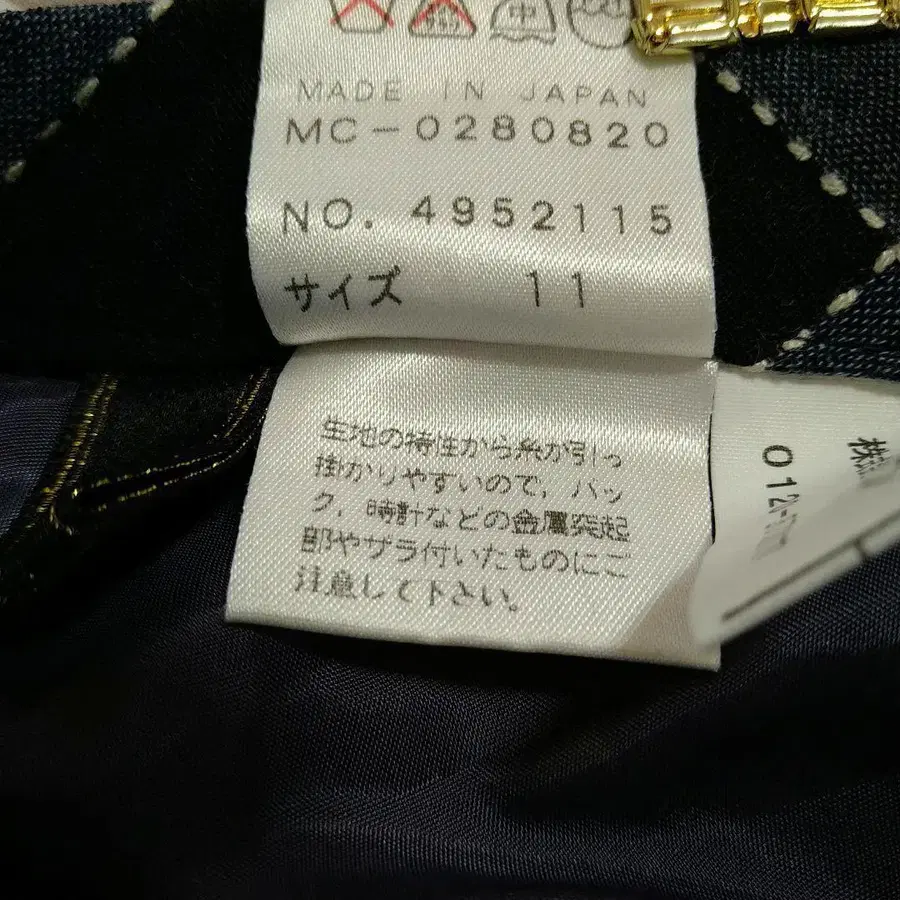 中
MADE IN JAPAN
MC-0280820
NO. 4952115
サイズ 11
生地の特性から糸が引っ
掛かりやすいので、バッ
ク、時計などの金属突起
部やザラ付いたものにご
注意して下さい。
株
012